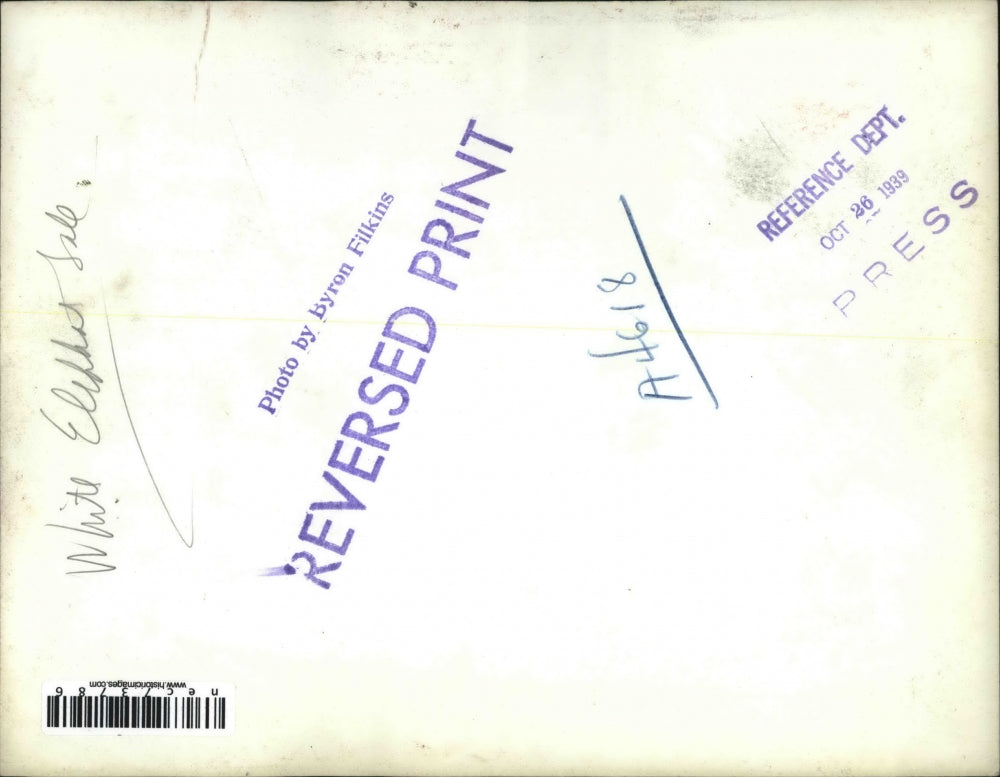 White Elephant Sale.
Photo by Byron Filkins
REVERSED PRINT
A4618
REFERENCE DEPT.
OCT 26 1939
PRESS
www.historicimages.com
nec73786